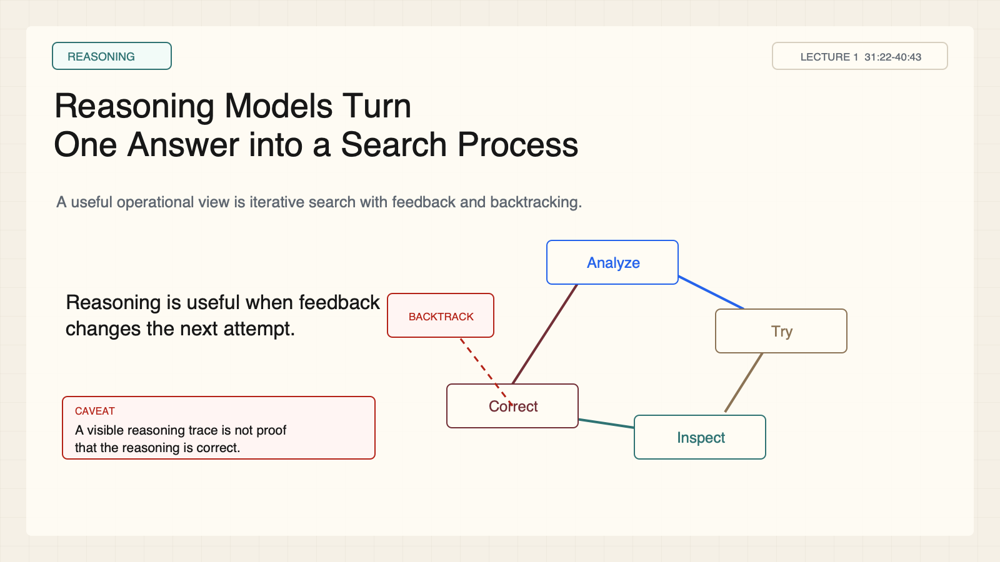 REASONING
LECTURE 1 31:22-40:43
Reasoning Models Turn
One Answer into a Search Process
A useful operational view is iterative search with feedback and backtracking.
Analyze
Reasoning is useful when feedback
changes the next attempt.
BACKTRACK
Try
Correct
Inspect
CAVEAT
A visible reasoning trace is not proof
that the reasoning is correct.